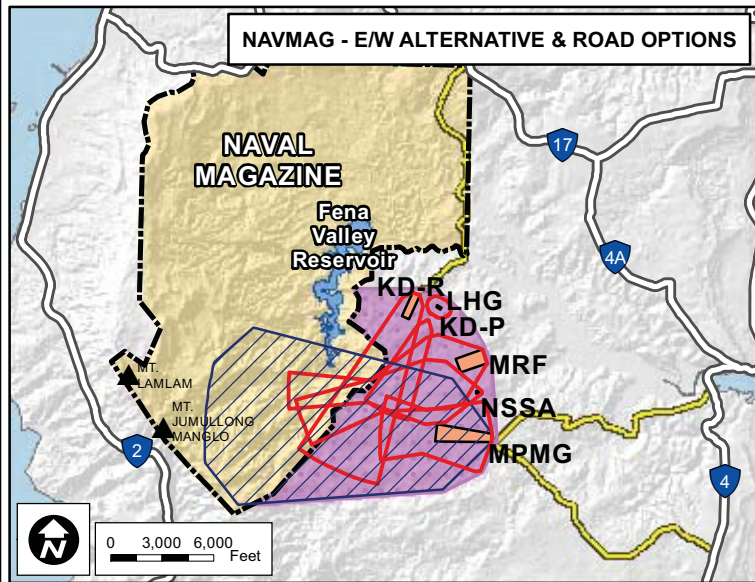 NAVMAG - E/W ALTERNATIVE & ROAD OPTIONS
NAVAL
MAGAZINE
17
Fena
Valley
Reservoir
4A
KD-R
LHG
KD-P
MRF
MT.
LAMLAM
NSSA
MT.
JUMULLONG
MANGLO
2
MPMG
4
N
0 3,000 6,000
Feet